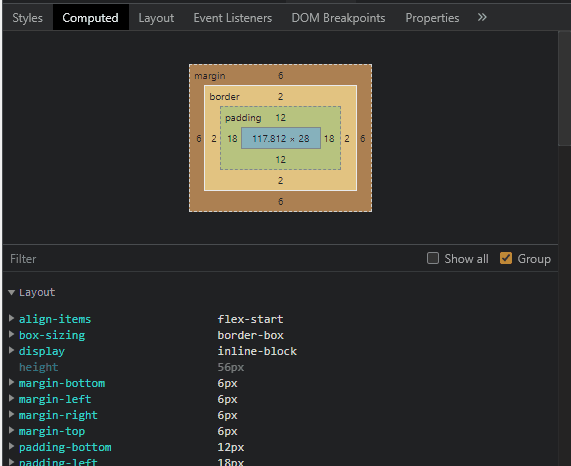 Styles Computed Layout Event Listeners DOM Breakpoints Properties »
margin 6
border 2
padding 12
6 2 18 117.812 × 28 18 2 6
12
2
6
Filter Show all Group
Layout
align-items flex-start
box-sizing border-box
display inline-block
height 56px
margin-bottom 6px
margin-left 6px
margin-right 6px
margin-top 6px
padding-bottom 12px
padding-left 18px